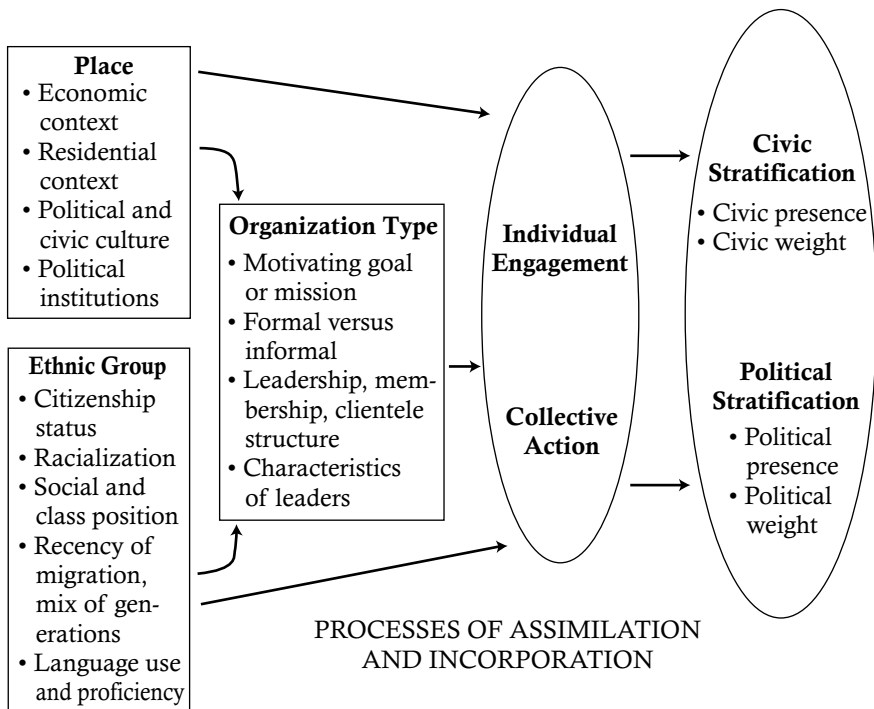 Place
• Economic
context
• Residential
context
• Political and
civic culture
• Political
institutions
Ethnic Group
• Citizenship
status
• Racialization
• Social and
class position
• Recency of
migration,
mix of gen-
erations
• Language use
and proficiency
Organization Type
• Motivating goal
or mission
• Formal versus
informal
• Leadership, mem-
bership, clientele
structure
• Characteristics
of leaders
Individual
Engagement
Collective
Action
Civic
Stratification
• Civic presence
• Civic weight
Political
Stratification
• Political
presence
• Political
weight
PROCESSES OF ASSIMILATION
AND INCORPORATION